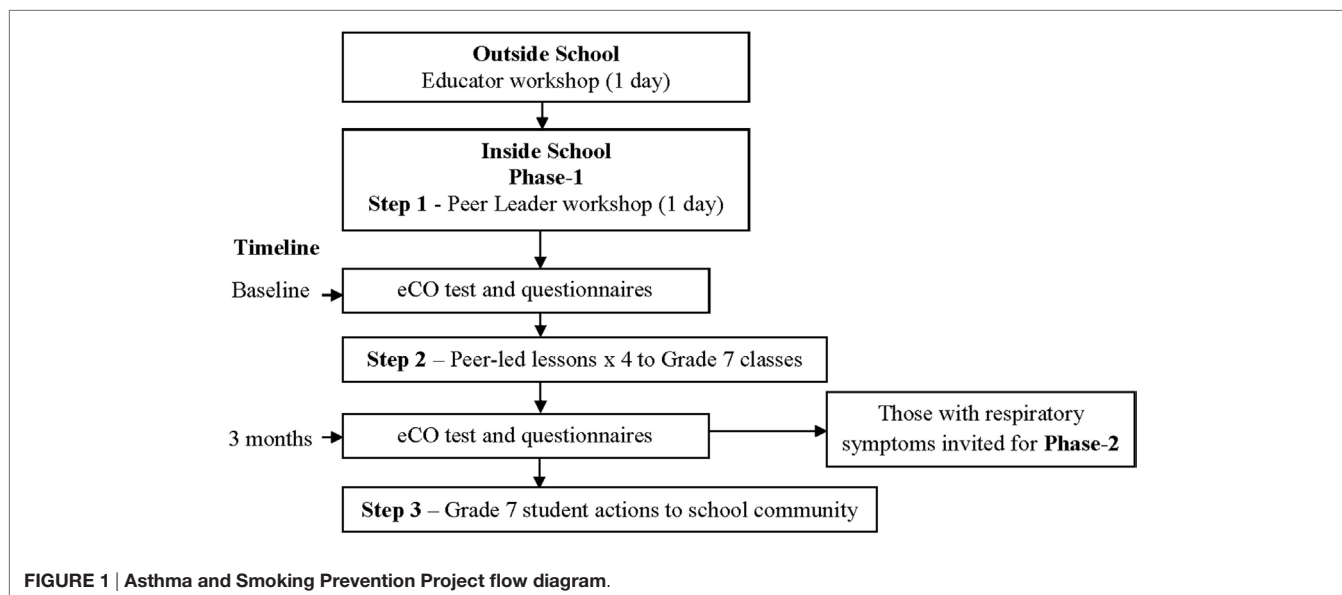 Outside School
Educator workshop (1 day)
Inside School
Phase-1
Step 1 - Peer Leader workshop (1 day)
Timeline
Baseline
eCO test and questionnaires
Step 2 – Peer-led lessons x 4 to Grade 7 classes
3 months
eCO test and questionnaires
Those with respiratory
symptoms invited for Phase-2
Step 3 – Grade 7 student actions to school community
FIGURE 1 | Asthma and Smoking Prevention Project flow diagram.